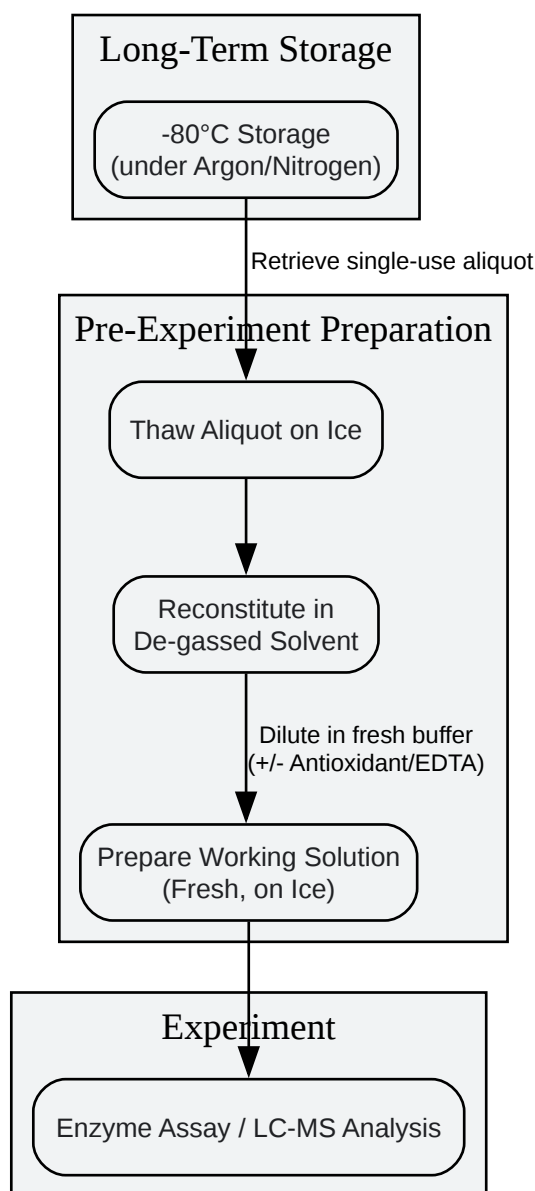 Long-Term Storage
-80°C Storage
(under Argon/Nitrogen)
Retrieve single-use aliquot
Pre-Experiment Preparation
Thaw Aliquot on Ice
Reconstitute in
De-gassed Solvent
Dilute in fresh buffer
(+/- Antioxidant/EDTA)
Prepare Working Solution
(Fresh, on Ice)
Experiment
Enzyme Assay / LC-MS Analysis